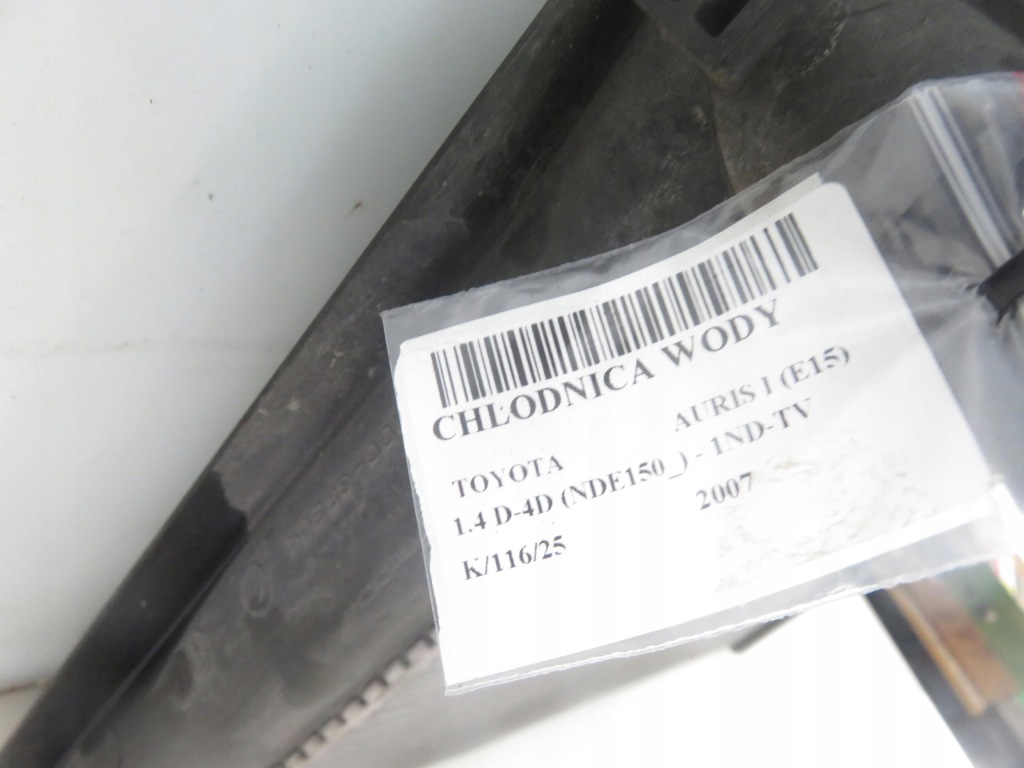 CHŁODNICA WODY
TOYOTA AURIS I (E15)
1.4 D-4D (NDE150_) - 1ND-TV
K/116/25 2007